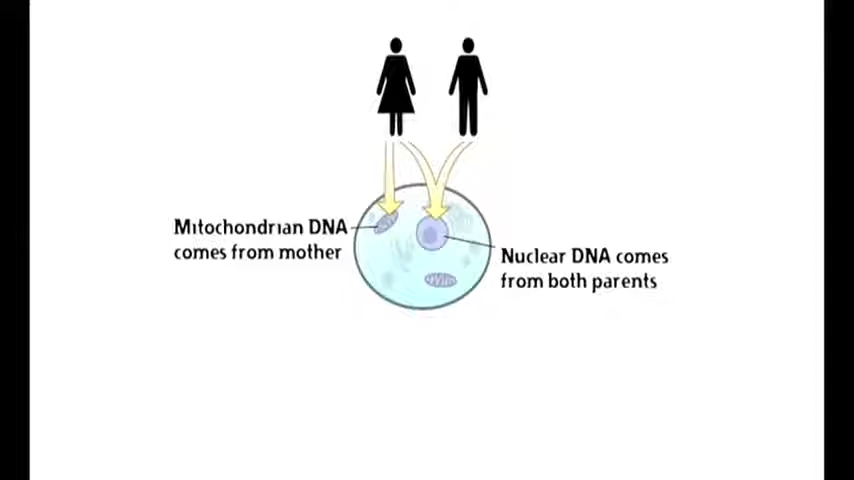 Mitochondrian DNA
comes from mother
Nuclear DNA comes
from both parents